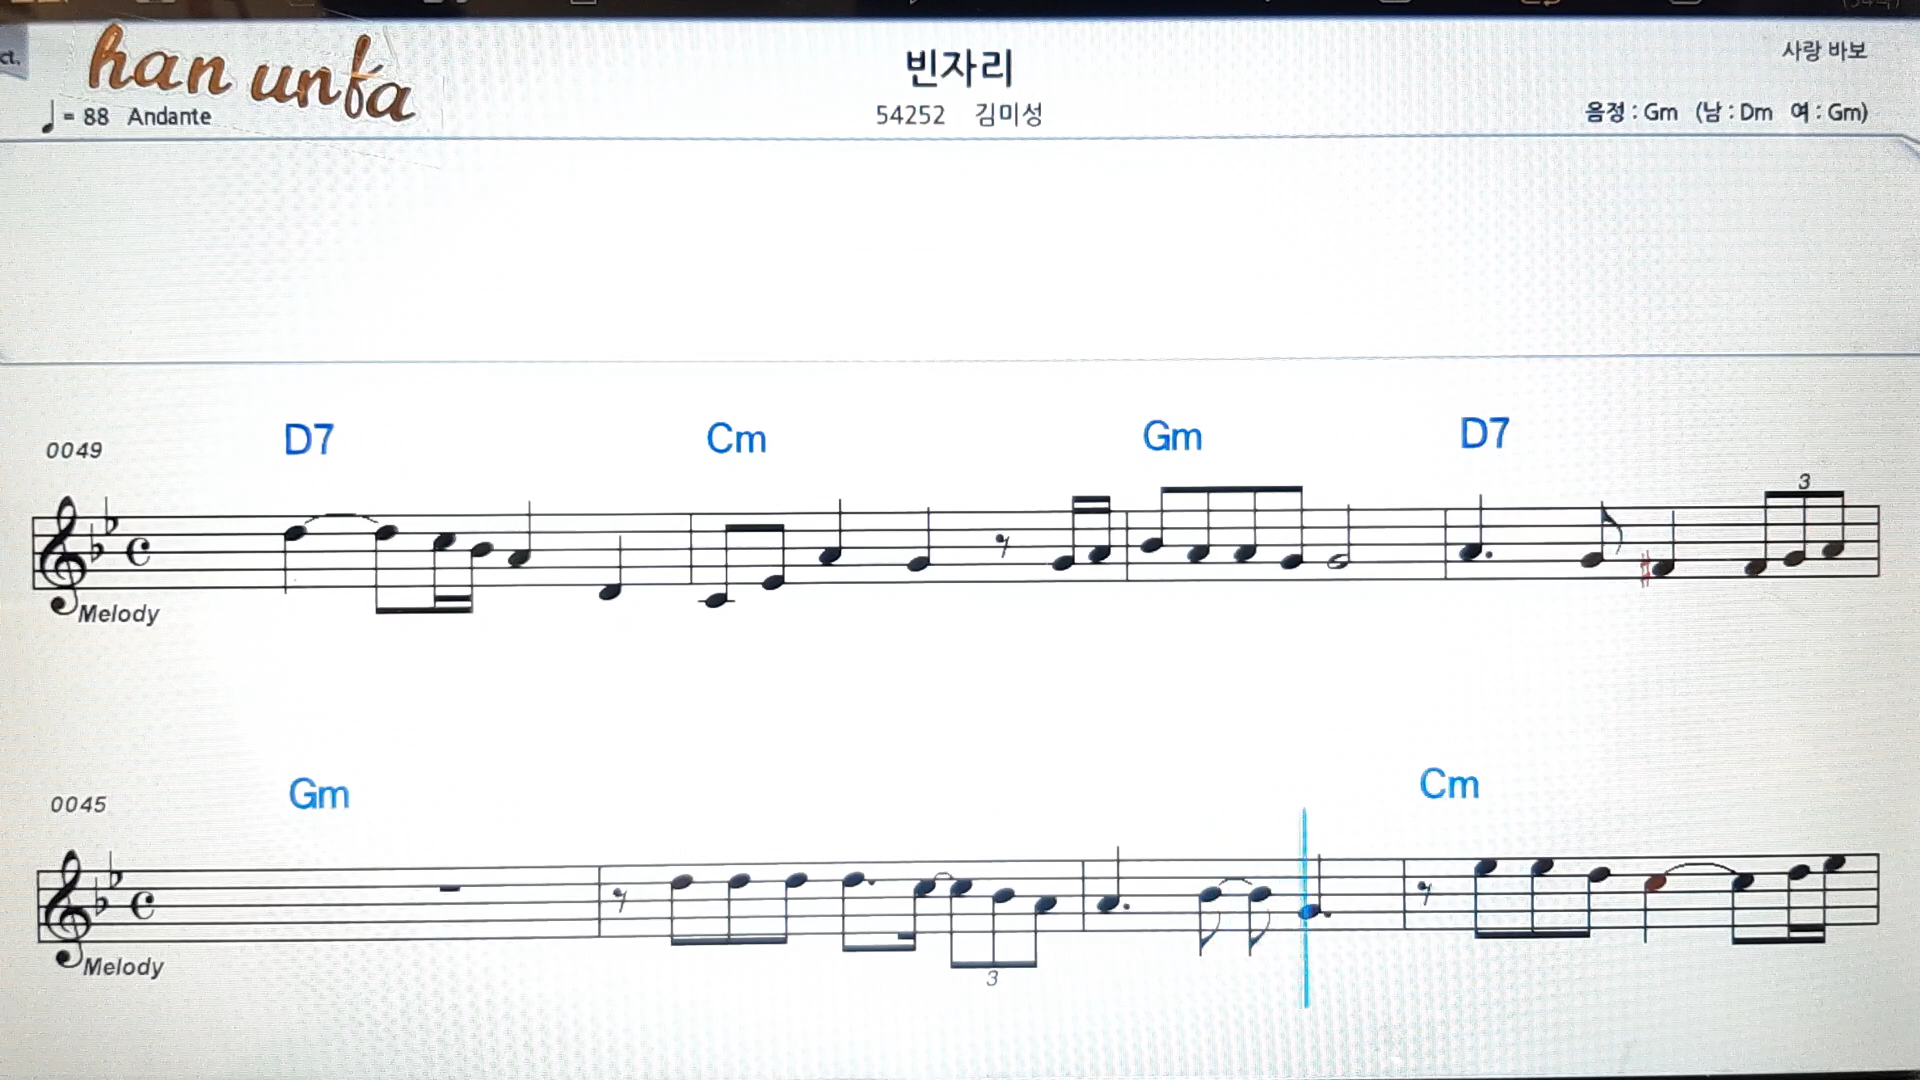 han unfa
빈자리
사랑 바보
= 88 Andante
54252 김미성
음정 : Gm (남 : Dm 여 : Gm)
D7 Cm Gm D7
0049
3
Melody
Gm Cm
0045
Melody
3